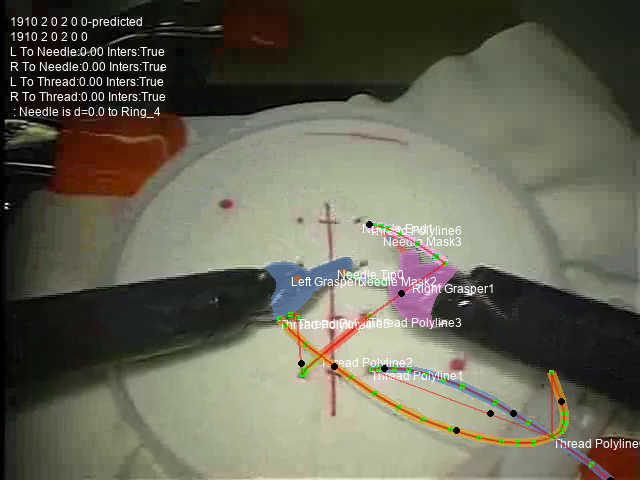 1910 2 0 2 0 0-predicted
1910 2 0 2 0 0
L To Needle:0.00 Inters:True
R To Needle:0.00 Inters:True
L To Thread:0.00 Inters:True
R To Thread:0.00 Inters:True
: Needle is d=0.0 to Ring_4
Thread Polyline6
Needle Mask3
Needle Tip0
Left Grasper
Needle Mask2
Right Grasper1
Thread Polyline3
Thread Polyline2
Thread Polyline1
Thread Polyline